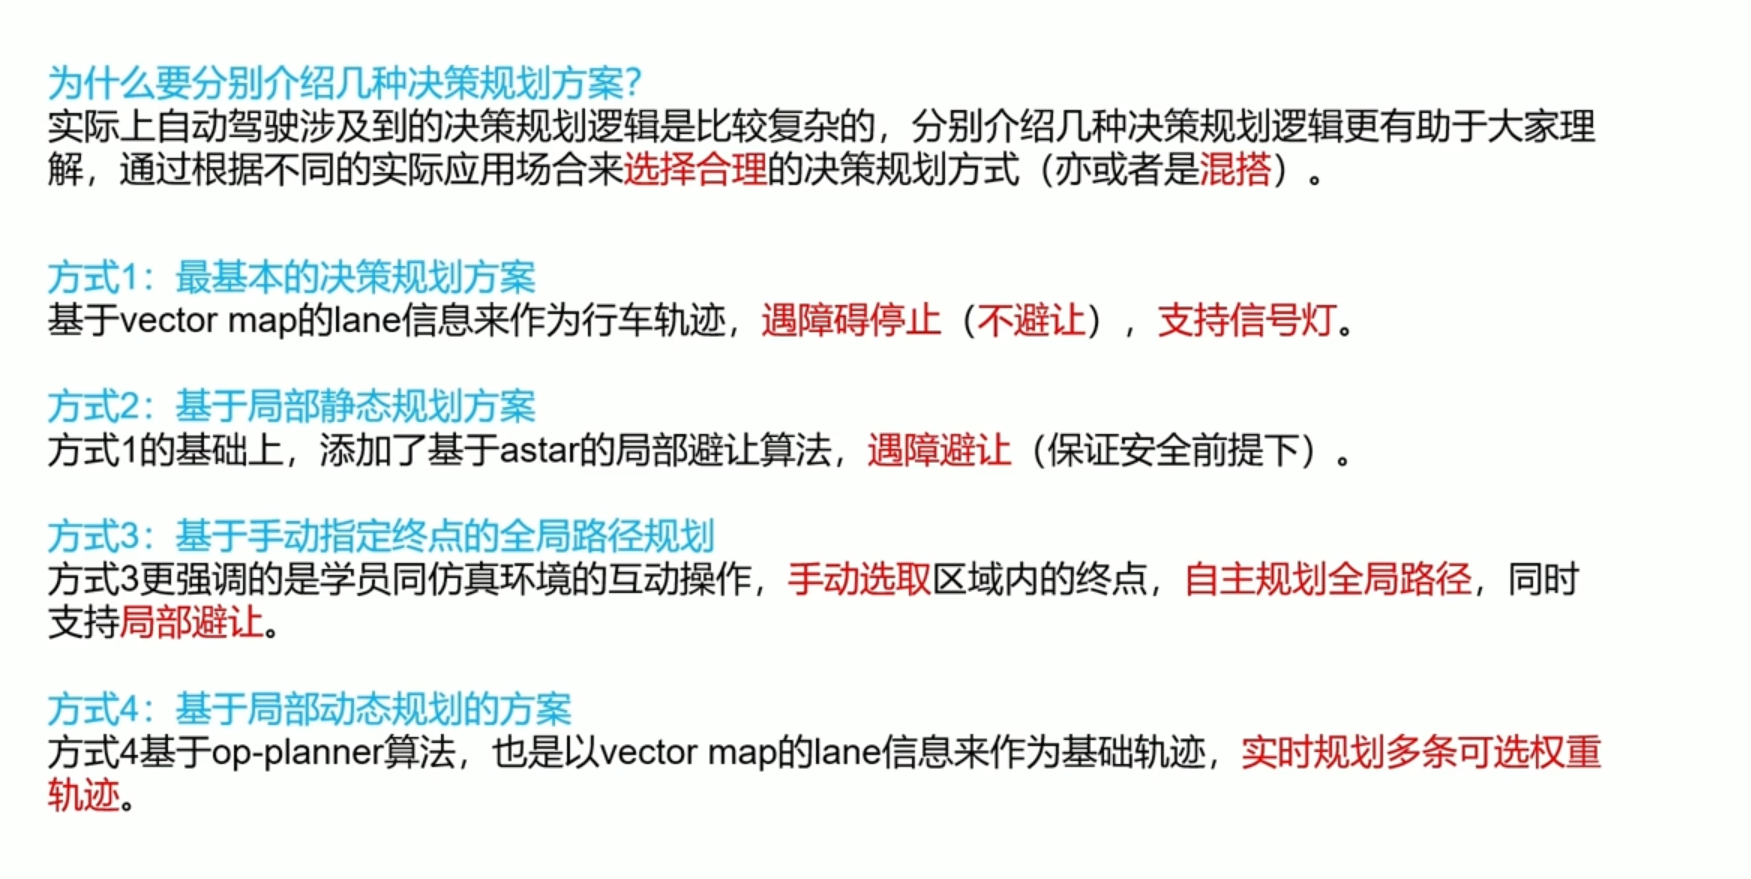 为什么要分别介绍几种决策规划方案?
实际上自动驾驶涉及到的决策规划逻辑是比较复杂的，分别介绍几种决策规划逻辑更有助于大家理
解，通过根据不同的实际应用场合来选择合理的决策规划方式（亦或者是混搭）。
方式1：最基本的决策规划方案
基于vector map的lane信息来作为行车轨迹，遇障碍停止（不避让），支持信号灯。
方式2：基于局部静态规划方案
方式1的基础上，添加了基于astar的局部避让算法，遇障避让（保证安全前提下）。
方式3：基于手动指定终点的全局路径规划
方式3更强调的是学员同仿真环境的互动操作，手动选取区域内的终点，自主规划全局路径，同时
支持局部避让。
方式4：基于局部动态规划的方案
方式4基于op-planner算法，也是以vector map的lane信息来作为基础轨迹，实时规划多条可选权重
轨迹。